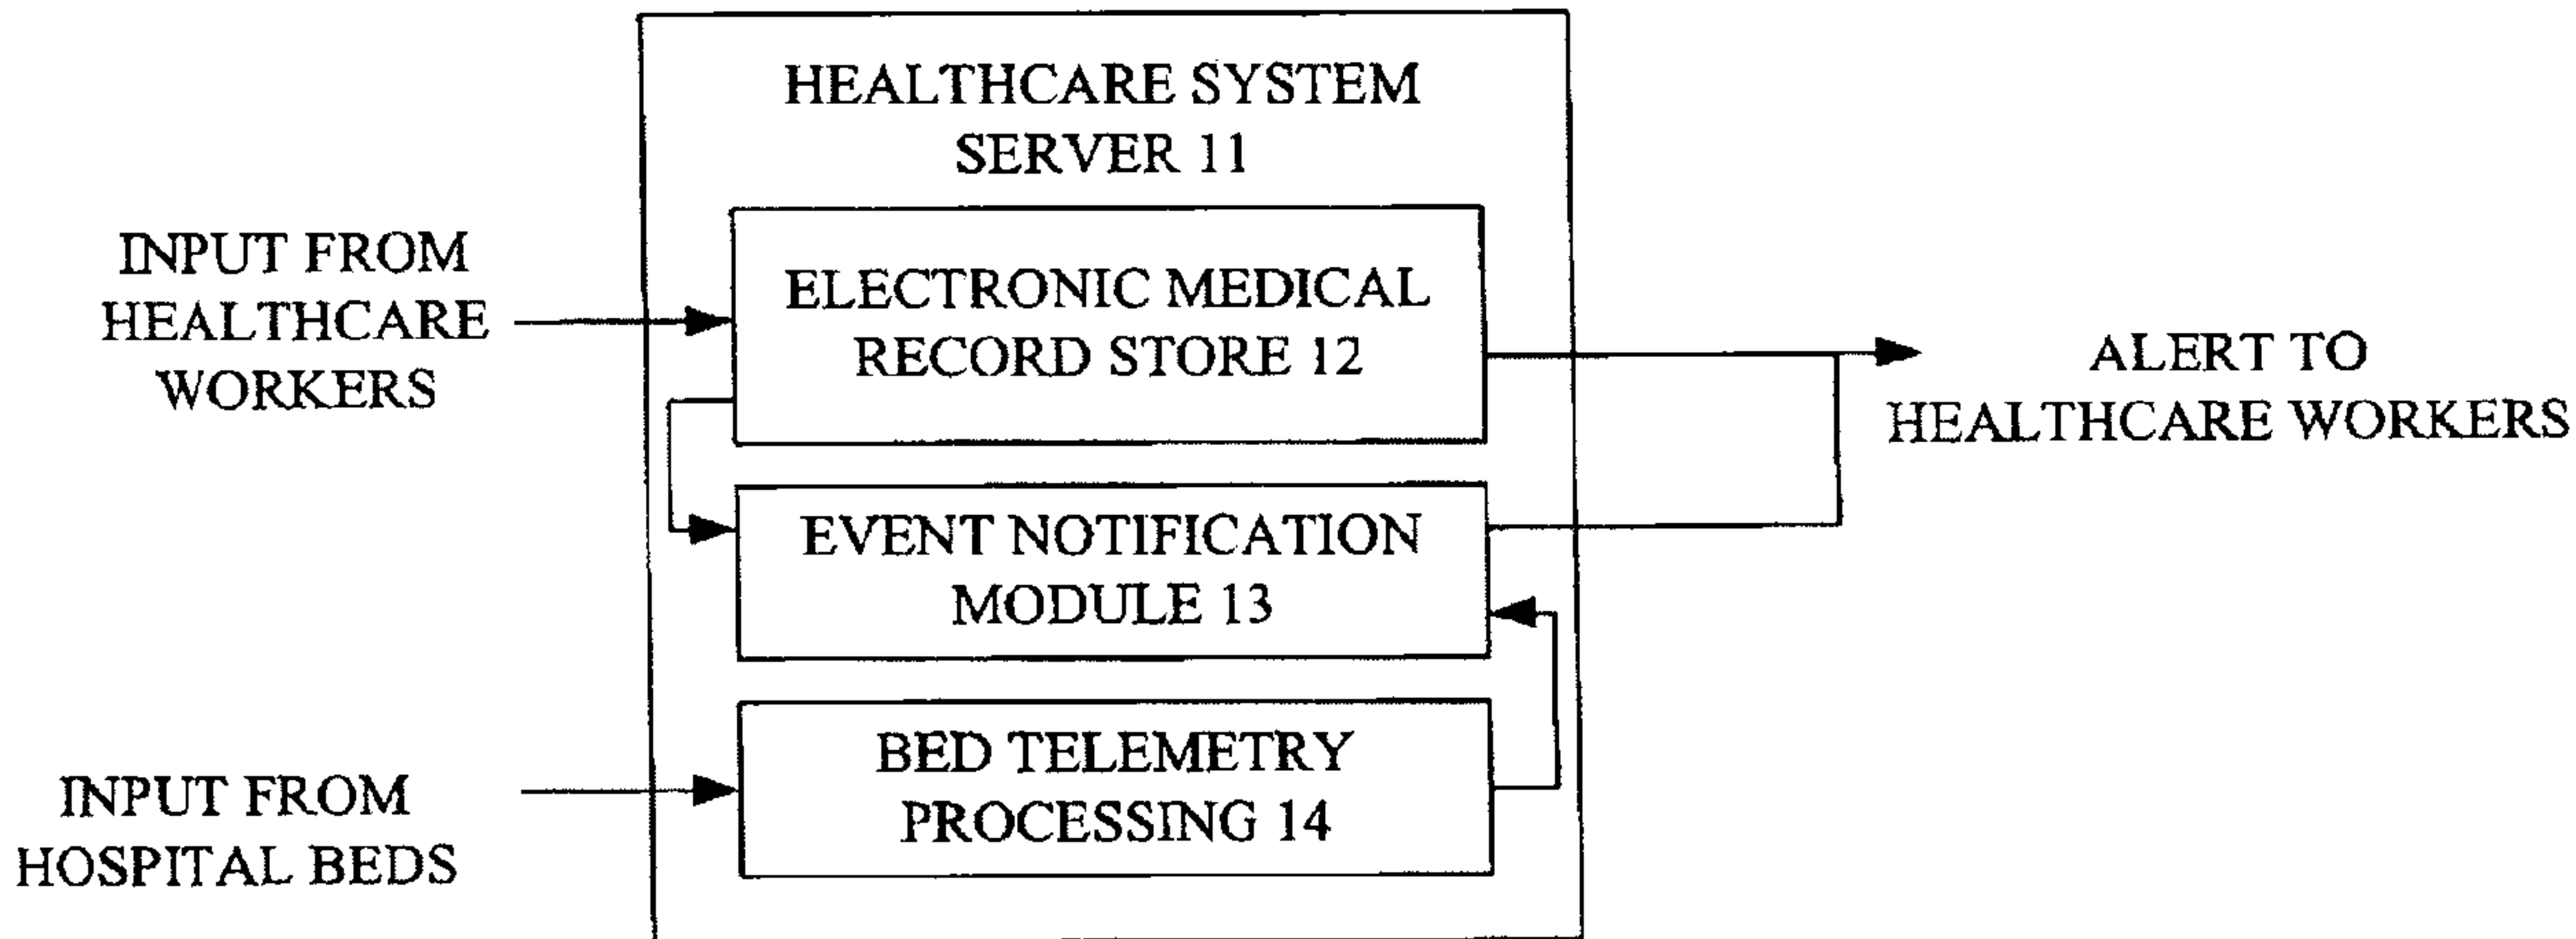 HEALTHCARE SYSTEM
SERVER 11
INPUT FROM
HEALTHCARE
WORKERS
ELECTRONIC MEDICAL
RECORD STORE 12
ALERT TO
HEALTHCARE WORKERS
EVENT NOTIFICATION
MODULE 13
BED TELEMETRY
PROCESSING 14
INPUT FROM
HOSPITAL BEDS